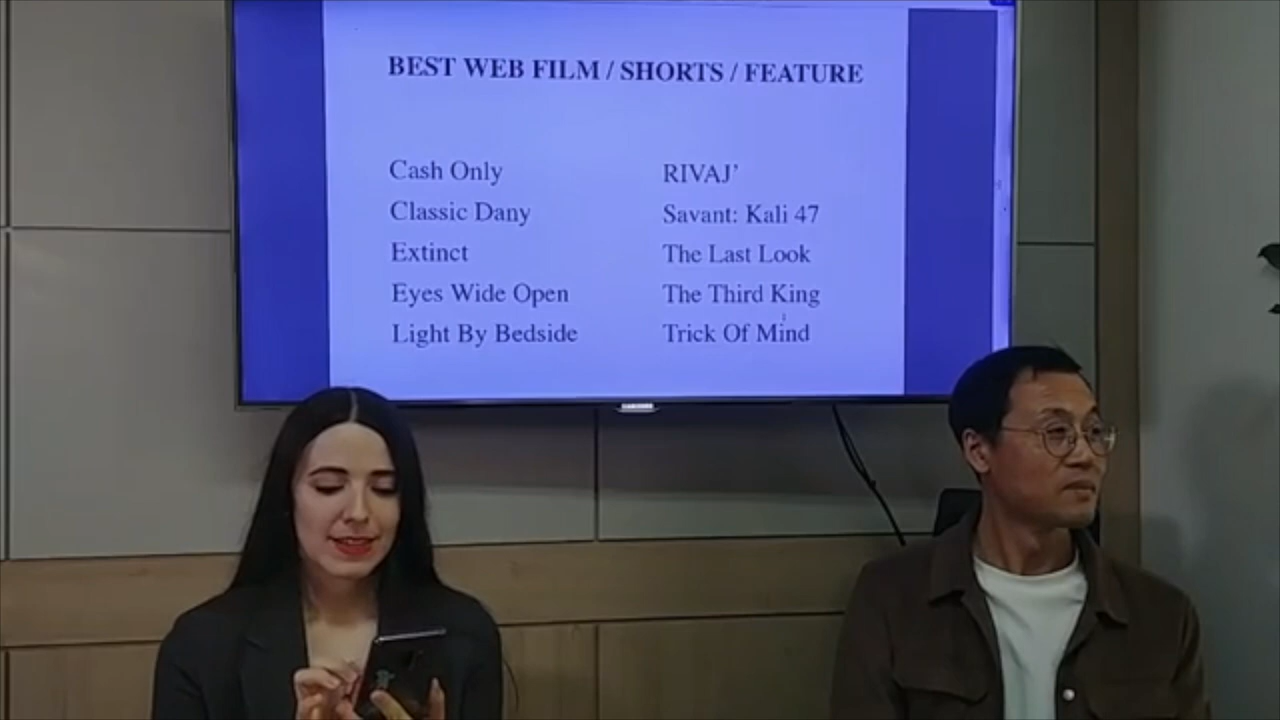 BEST WEB FILM / SHORTS / FEATURE
Cash Only
Classic Dany
Extinct
Eyes Wide Open
Light By Bedside
RIVAJ’
Savant: Kali 47
The Last Look
The Third King
Trick Of Mind